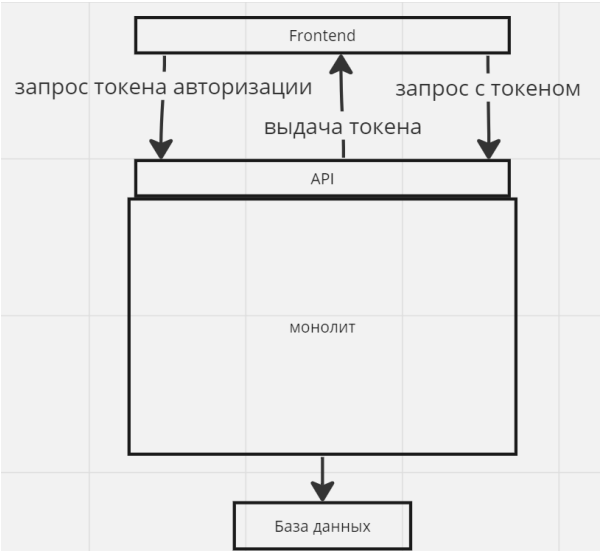 Frontend
запрос токена авторизации
запрос с токеном
выдача токена
API
монолит
База данных